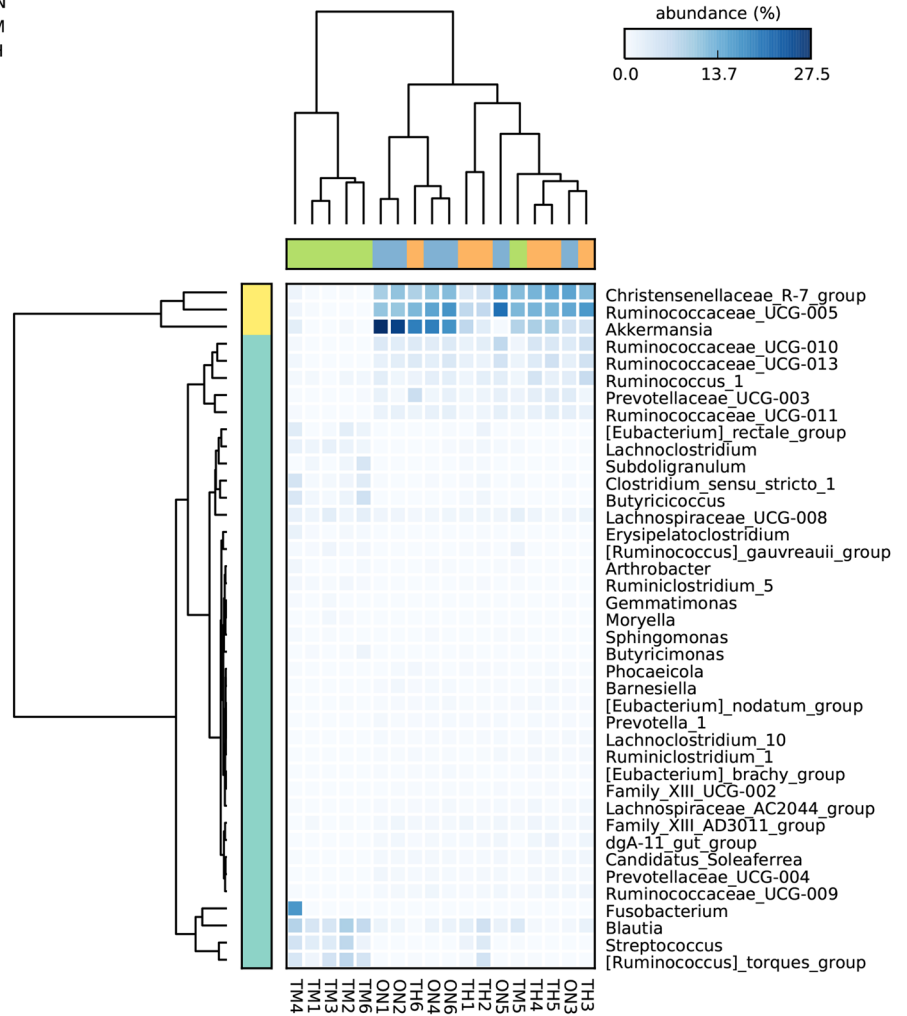 N
M
H
abundance (%)
0.0 13.7 27.5
Christensenellaceae_R-7_group
Ruminococcaceae_UCG-005
Akkermansia
Ruminococcaceae_UCG-010
Ruminococcaceae_UCG-013
Ruminococcus_1
Prevotellaceae_UCG-003
Ruminococcaceae_UCG-011
[Eubacterium]_rectale_group
Lachnoclostridium
Subdoligranulum
Clostridium_sensu_stricto_1
Butyricicoccus
Lachnospiraceae_UCG-008
Erysipelatoclostridium
[Ruminococcus]_gauvreauii_group
Arthrobacter
Ruminiclostridium_5
Gemmatimonas
Moryella
Sphingomonas
Butyricimonas
Phocaeicola
Barnesiella
[Eubacterium]_nodatum_group
Prevotella_1
Lachnoclostridium_10
Ruminiclostridium_1
[Eubacterium]_brachy_group
Family_XIII_UCG-002
Lachnospiraceae_AC2044_group
Family_XIII_AD3011_group
dgA-11_gut_group
Candidatus_Soleaferrea
Prevotellaceae_UCG-004
Ruminococcaceae_UCG-009
Fusobacterium
Blautia
Streptococcus
[Ruminococcus]_torques_group
TM4 TM1 TM3 TM2 TM6 ON1 ON2 TH6 ON4 ON6 TH1 TH2 ON5 TM5 TH4 TH5 ON3 TH3